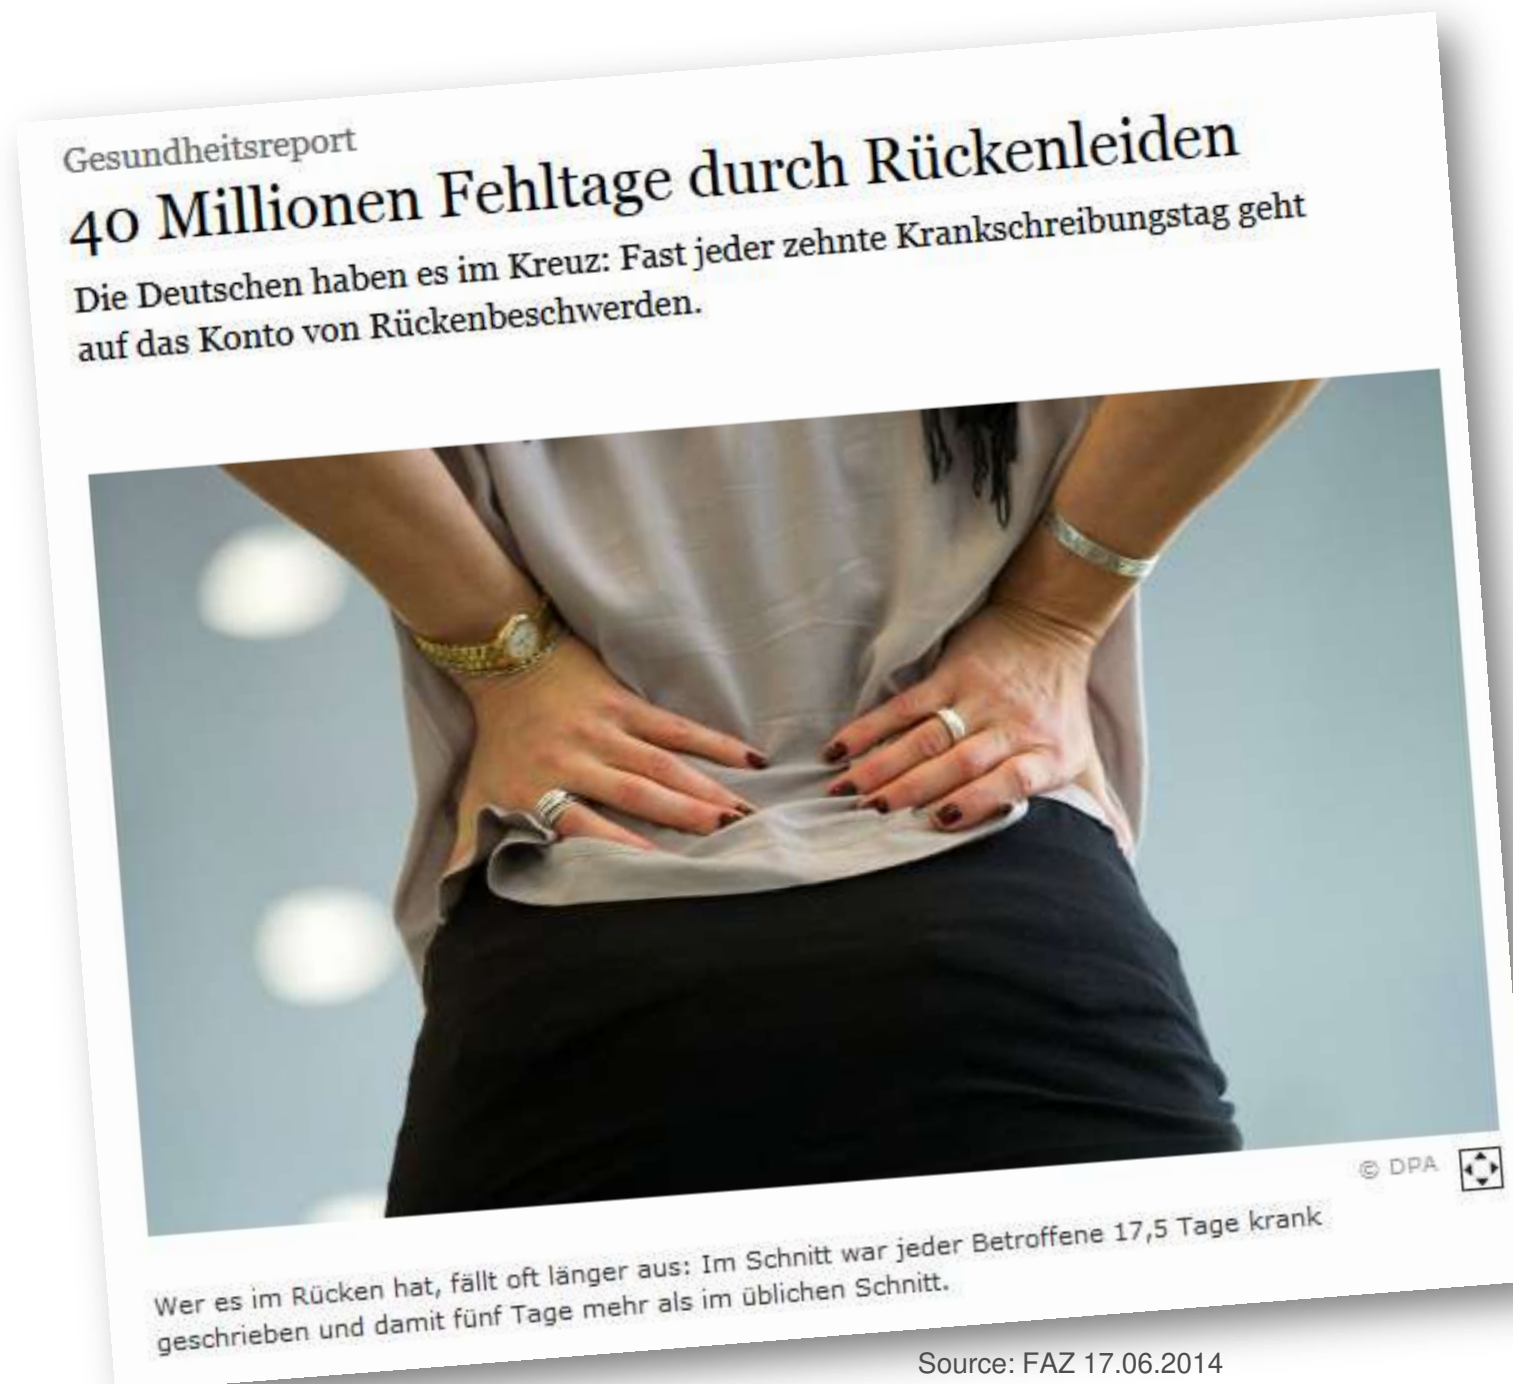 Gesundheitsreport
40 Millionen Fehltage durch Rückenleiden
Die Deutschen haben es im Kreuz: Fast jeder zehnte Krankschreibungstag geht
auf das Konto von Rückenbeschwerden.
© DPA
Wer es im Rücken hat, fällt oft länger aus: Im Schnitt war jeder Betroffene 17,5 Tage krank
geschrieben und damit fünf Tage mehr als im üblichen Schnitt.
Source: FAZ 17.06.2014